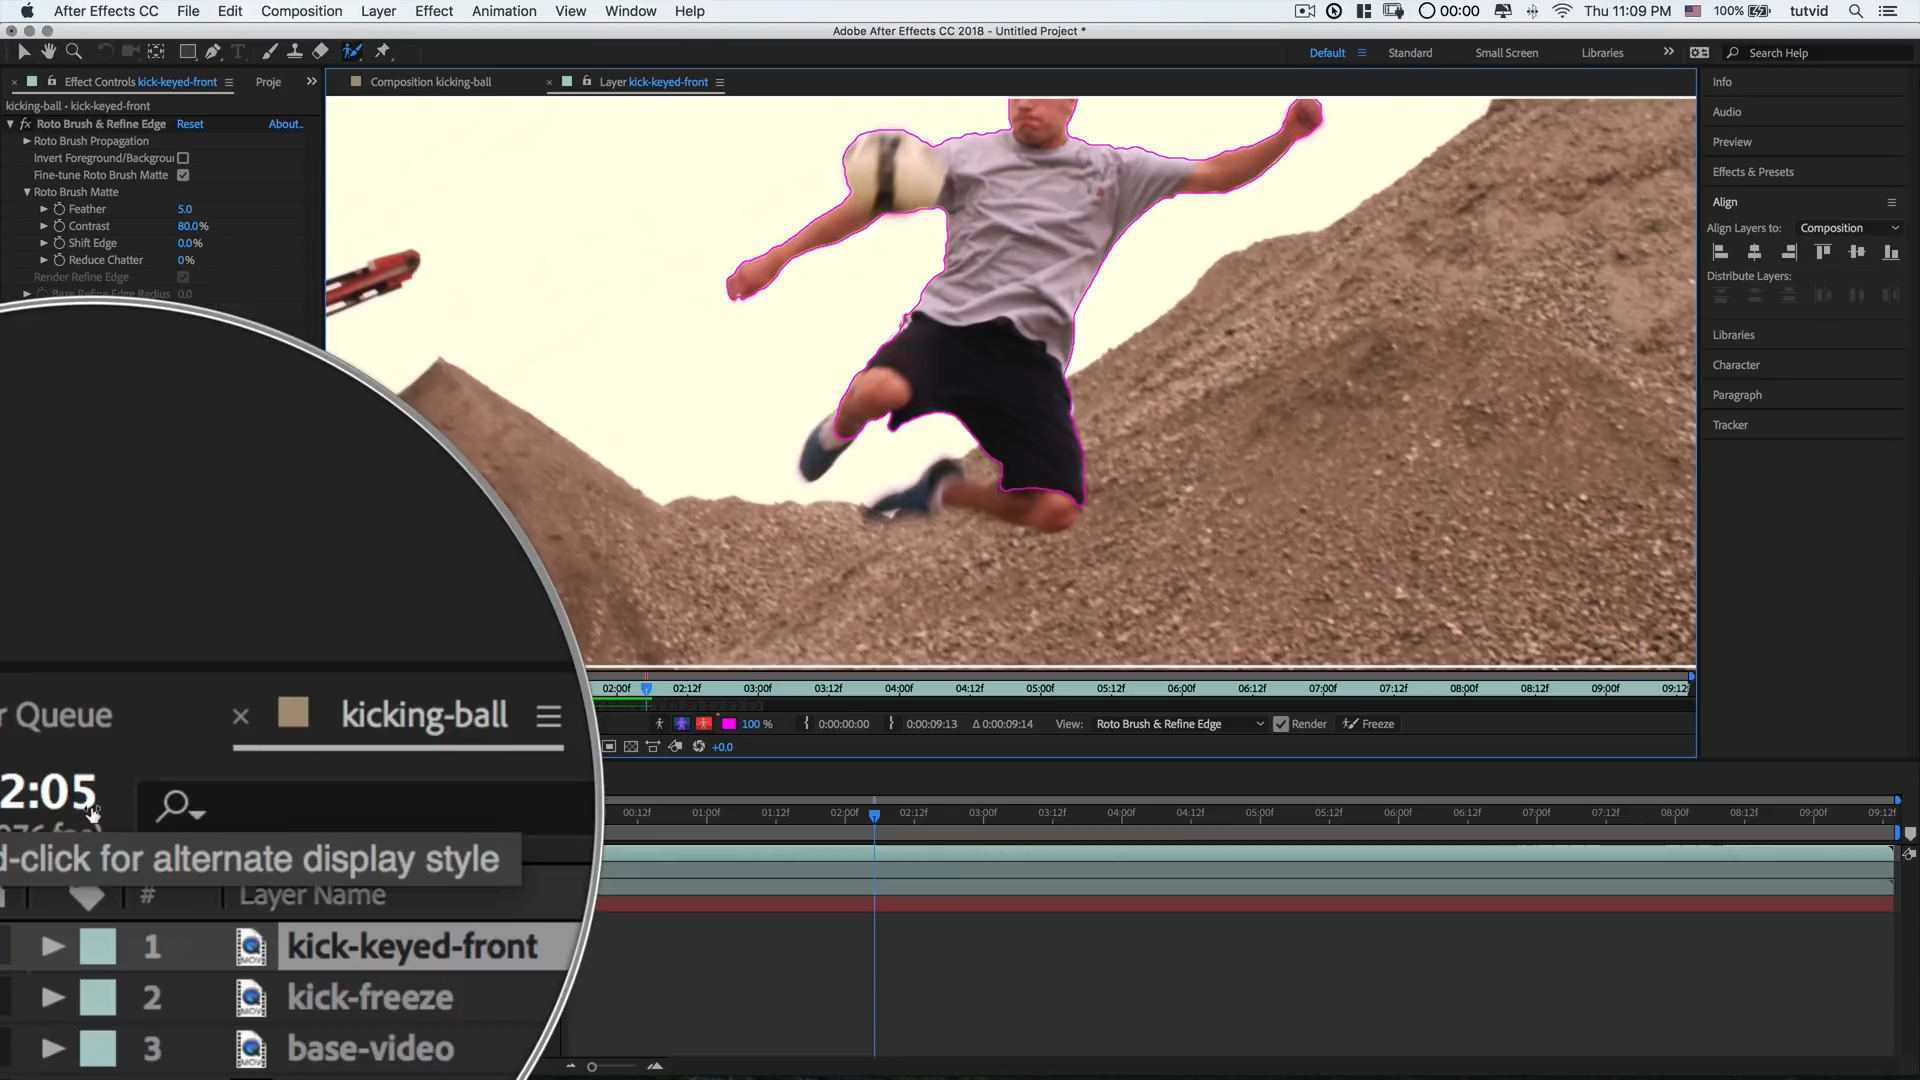 After Effects CC File Edit Composition Layer Effect Animation View Window Help 00:00 Thu 11:09 PM 100% tutvid
Adobe After Effects CC 2018 - Untitled Project *
Default Standard Small Screen Libraries Search Help
Effect Controls kick-keyed-front Proje
Composition kicking-ball
Layer kick-keyed-front
kicking-ball • kick-keyed-front
fx Roto Brush & Refine Edge Reset About..
Roto Brush Propagation
Invert Foreground/Backgrour
Fine-tune Roto Brush Matte
Roto Brush Matte
Feather 5.0
Contrast 80.0%
Shift Edge 0.0%
Reduce Chatter 0%
Render Refine Edge
Base Refine Edge Radius 0.0
Info
Audio
Preview
Effects & Presets
Align
Align Layers to: Composition
Distribute Layers:
Libraries
Character
Paragraph
Tracker
02:00f 02:12f 03:00f 03:12f 04:00f 04:12f 05:00f 05:12f 06:00f 06:12f 07:00f 07:12f 08:00f 08:12f 09:00f 09:12f
100 % 0:00:00:00 0:00:09:13 Δ 0:00:09:14 View: Roto Brush & Refine Edge Render Freeze
+0.0
r Queue kicking-ball
2:05
d-click for alternate display style
# Layer Name
1 kick-keyed-front
2 kick-freeze
3 base-video
00:12f 01:00f 01:12f 02:00f 02:12f 03:00f 03:12f 04:00f 04:12f 05:00f 05:12f 06:00f 06:12f 07:00f 07:12f 08:00f 08:12f 09:00f 09:12f